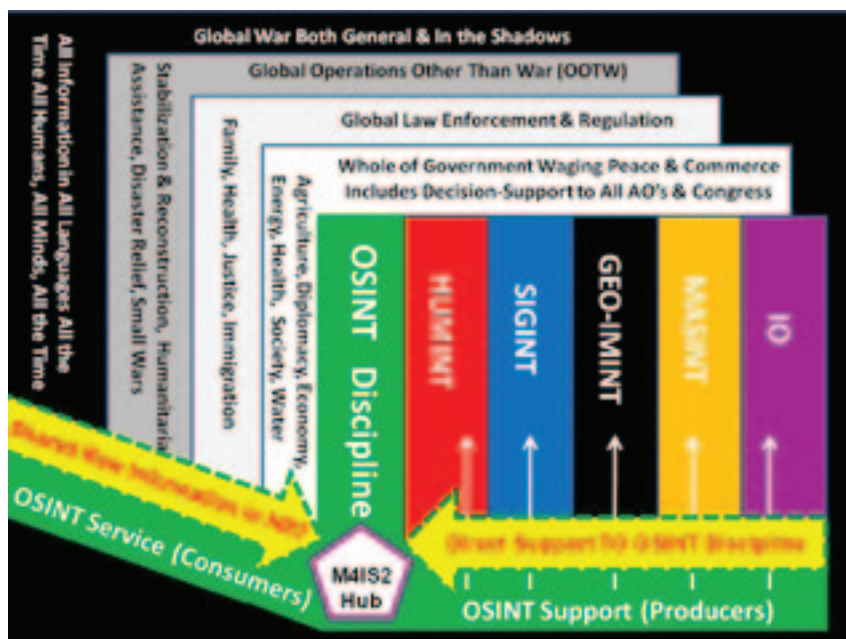 Global War Both General & In the Shadows
Global Operations Other Than War (OOTW)
Global Law Enforcement & Regulation
Whole of Government Waging Peace & Commerce
Includes Decision-Support to All AO's & Congress
All Information in All Languages All the
Time All Humans, All Minds, All the Time
Stabilization & Reconstruction, Humanitarian
Assistance, Disaster Relief, Small Wars
Family, Health, Justice, Immigration
Agriculture, Diplomacy, Economy,
Energy, Health, Society, Water
OSINT Discipline
HUMINT
SIGINT
GEO-IMINT
MASINT
IO
Information
OSINT Service (Consumers)
M4IS2
Hub
Direct Support TO OSINT Discipline
OSINT Support (Producers)